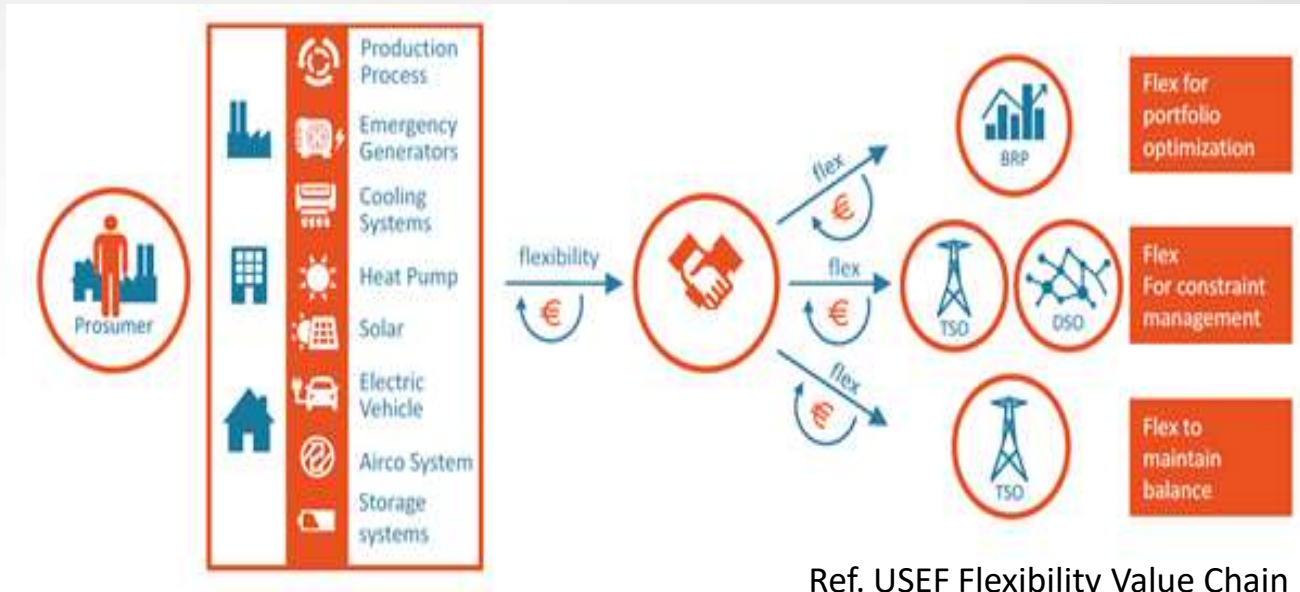 Prosumer
Production
Process
Emergency
Generators
Cooling
Systems
Heat Pump
Solar
Electric
Vehicle
Airco System
Storage
systems
flexibility
€
flex
€
flex
€
flex
€
BRP
TSO
DSO
TSO
Flex for
portfolio
optimization
Flex
For constraint
management
Flex to
maintain
balance
Ref. USEF Flexibility Value Chain